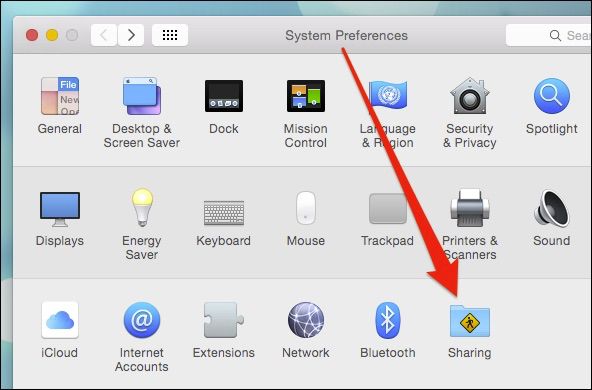 System Preferences
Sear
File
New
Ope
General
Desktop &
Screen Saver
Dock
Mission
Control
Language
& Region
Security
& Privacy
Spotlight
Displays
Energy
Saver
Keyboard
Mouse
Trackpad
Printers &
Scanners
Sound
iCloud
@
Internet
Accounts
Extensions
Network
Bluetooth
Sharing